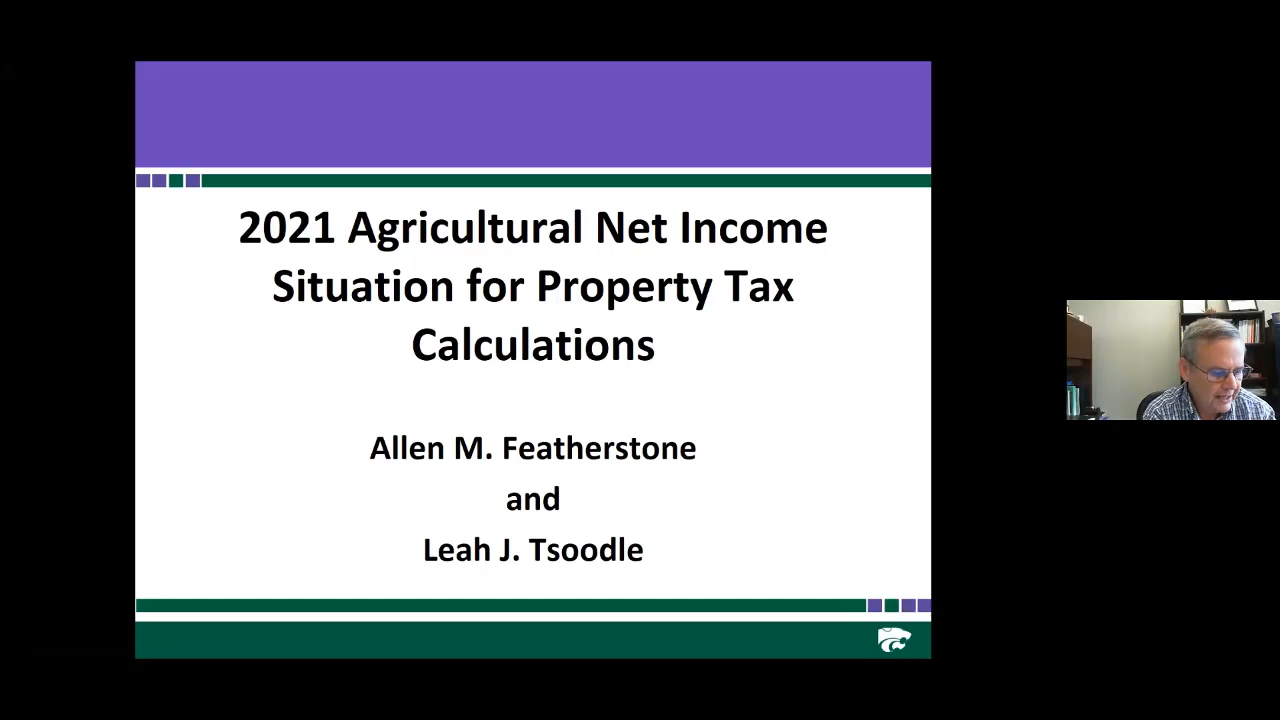 2021 Agricultural Net Income
Situation for Property Tax
Calculations
Allen M. Featherstone
and
Leah J. Tsoodle